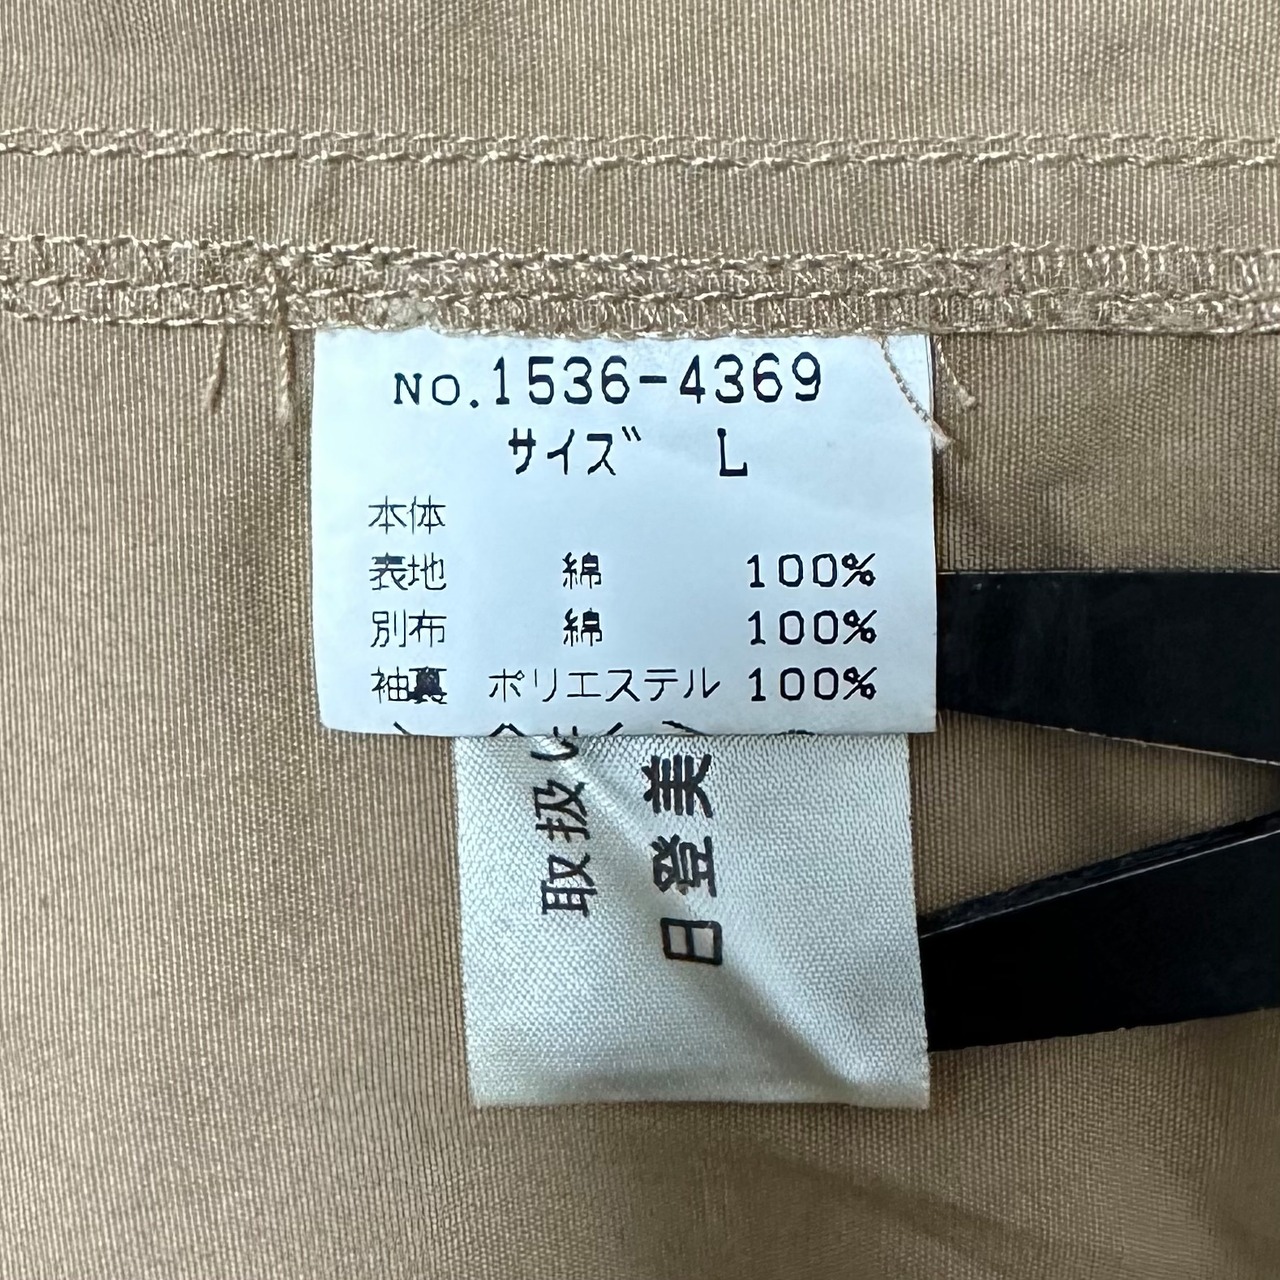 NO.1536-4369
サイズ L
本体
表地 綿 100%
別布 綿 100%
袖裏 ポリエステル 100%
取扱い
日登美